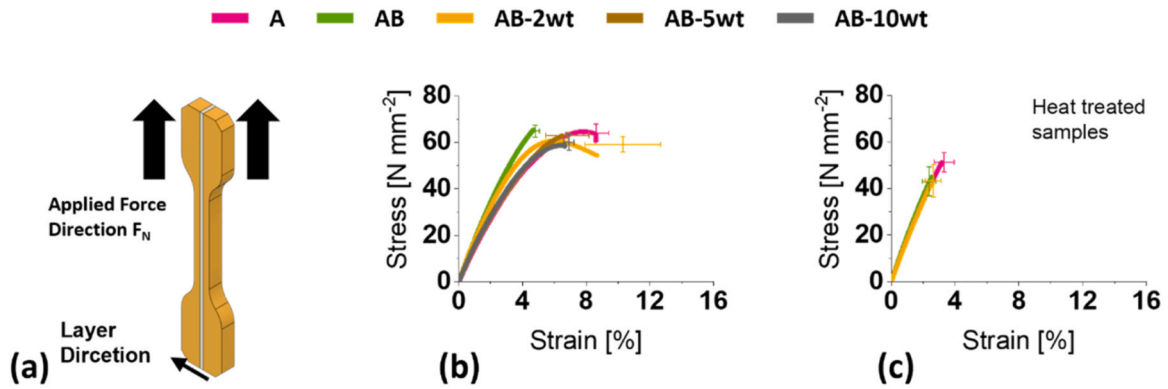 A AB AB-2wt AB-5wt AB-10wt
Applied Force
Direction FN
Layer
Dircetion
(a)
Stress [N mm-2]
80
60
40
20
0
0 4 8 12 16
Strain [%]
(b)
Stress [N mm-2]
80
60
40
20
0
0 4 8 12 16
Strain [%]
Heat treated
samples
(c)